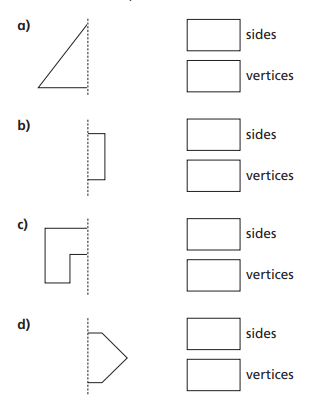 a)
sides
vertices
b)
sides
vertices
c)
sides
vertices
d)
sides
vertices